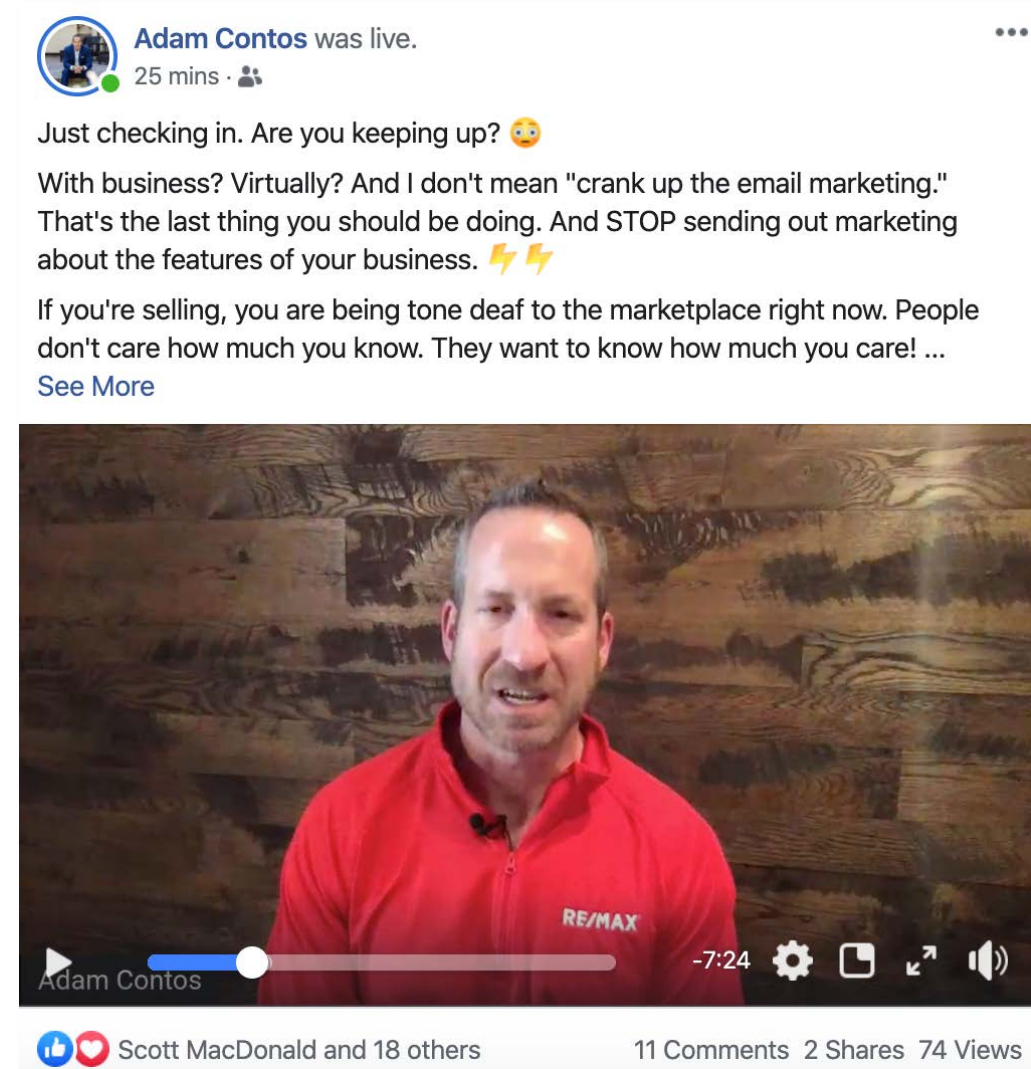 Adam Contos was live.
25 mins ·
Just checking in. Are you keeping up? 😳
With business? Virtually? And I don't mean "crank up the email marketing."
That's the last thing you should be doing. And STOP sending out marketing
about the features of your business. ⚡⚡
If you're selling, you are being tone deaf to the marketplace right now. People
don't care how much you know. They want to know how much you care! ...
See More
RE/MAX
-7:24
Adam Contos
Scott MacDonald and 18 others 11 Comments 2 Shares 74 Views